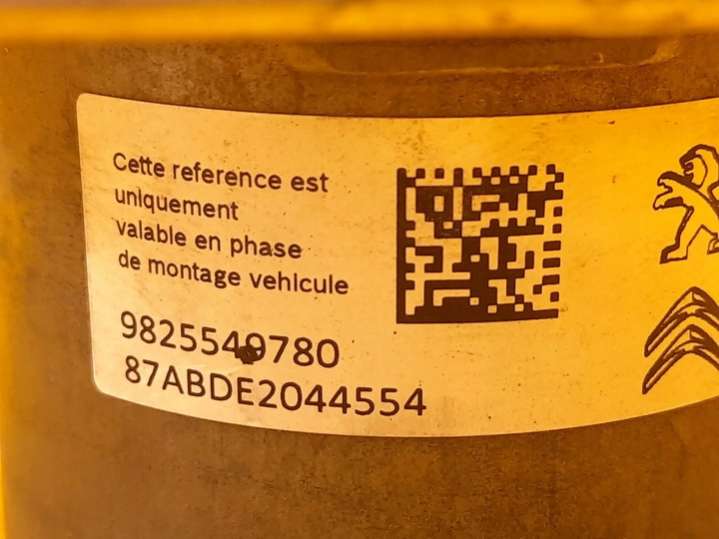 Cette reference est
uniquement
valable en phase
de montage vehicule
9825549780
87ABDE2044554